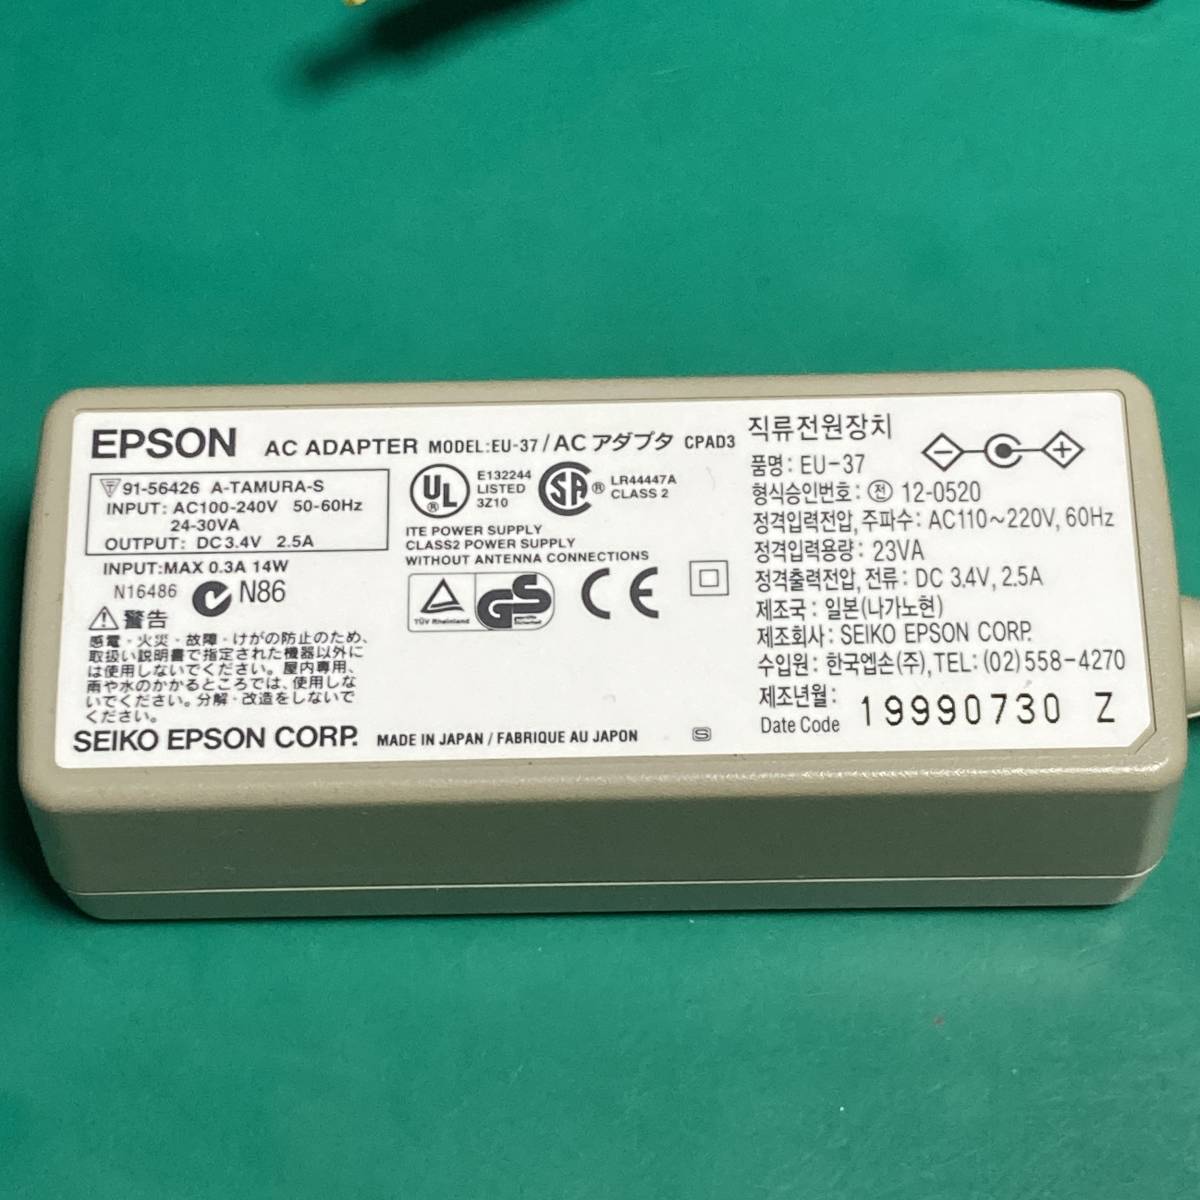 EPSON AC ADAPTER MODEL:EU-37/ACアダプタ CPAD3
91-56426 A-TAMURA-S
INPUT: AC100-240V 50-60Hz
24-30VA
OUTPUT: DC3.4V 2.5A
INPUT:MAX 0.3A 14W
N16486 N86
警告
感電・火災・故障・けがの防止のため、
取扱い説明書で指定された機器以外に
は使用しないでください。屋内専用、
雨や水のかかるところでは、使用しな
いでください。分解・改造をしないで
ください。
SEIKO EPSON CORP. MADE IN JAPAN / FABRIQUE AU JAPON
UL
E132244
LISTED
3Z10
SA
LR44447A
CLASS 2
ITE POWER SUPPLY
CLASS2 POWER SUPPLY
WITHOUT ANTENNA CONNECTIONS
TÜV Rheinland
GS
geprüfte Sicherheit
CE
S
직류전원장치
품명: EU-37
형식승인번호: 전 12-0520
정격입력전압, 주파수: AC110~220V, 60Hz
정격입력용량: 23VA
정격출력전압, 전류: DC 3.4V, 2.5A
제조국: 일본(나가노현)
제조회사: SEIKO EPSON CORP.
수입원: 한국엡손(주), TEL: (02)558-4270
제조년월:
Date Code 19990730 Z